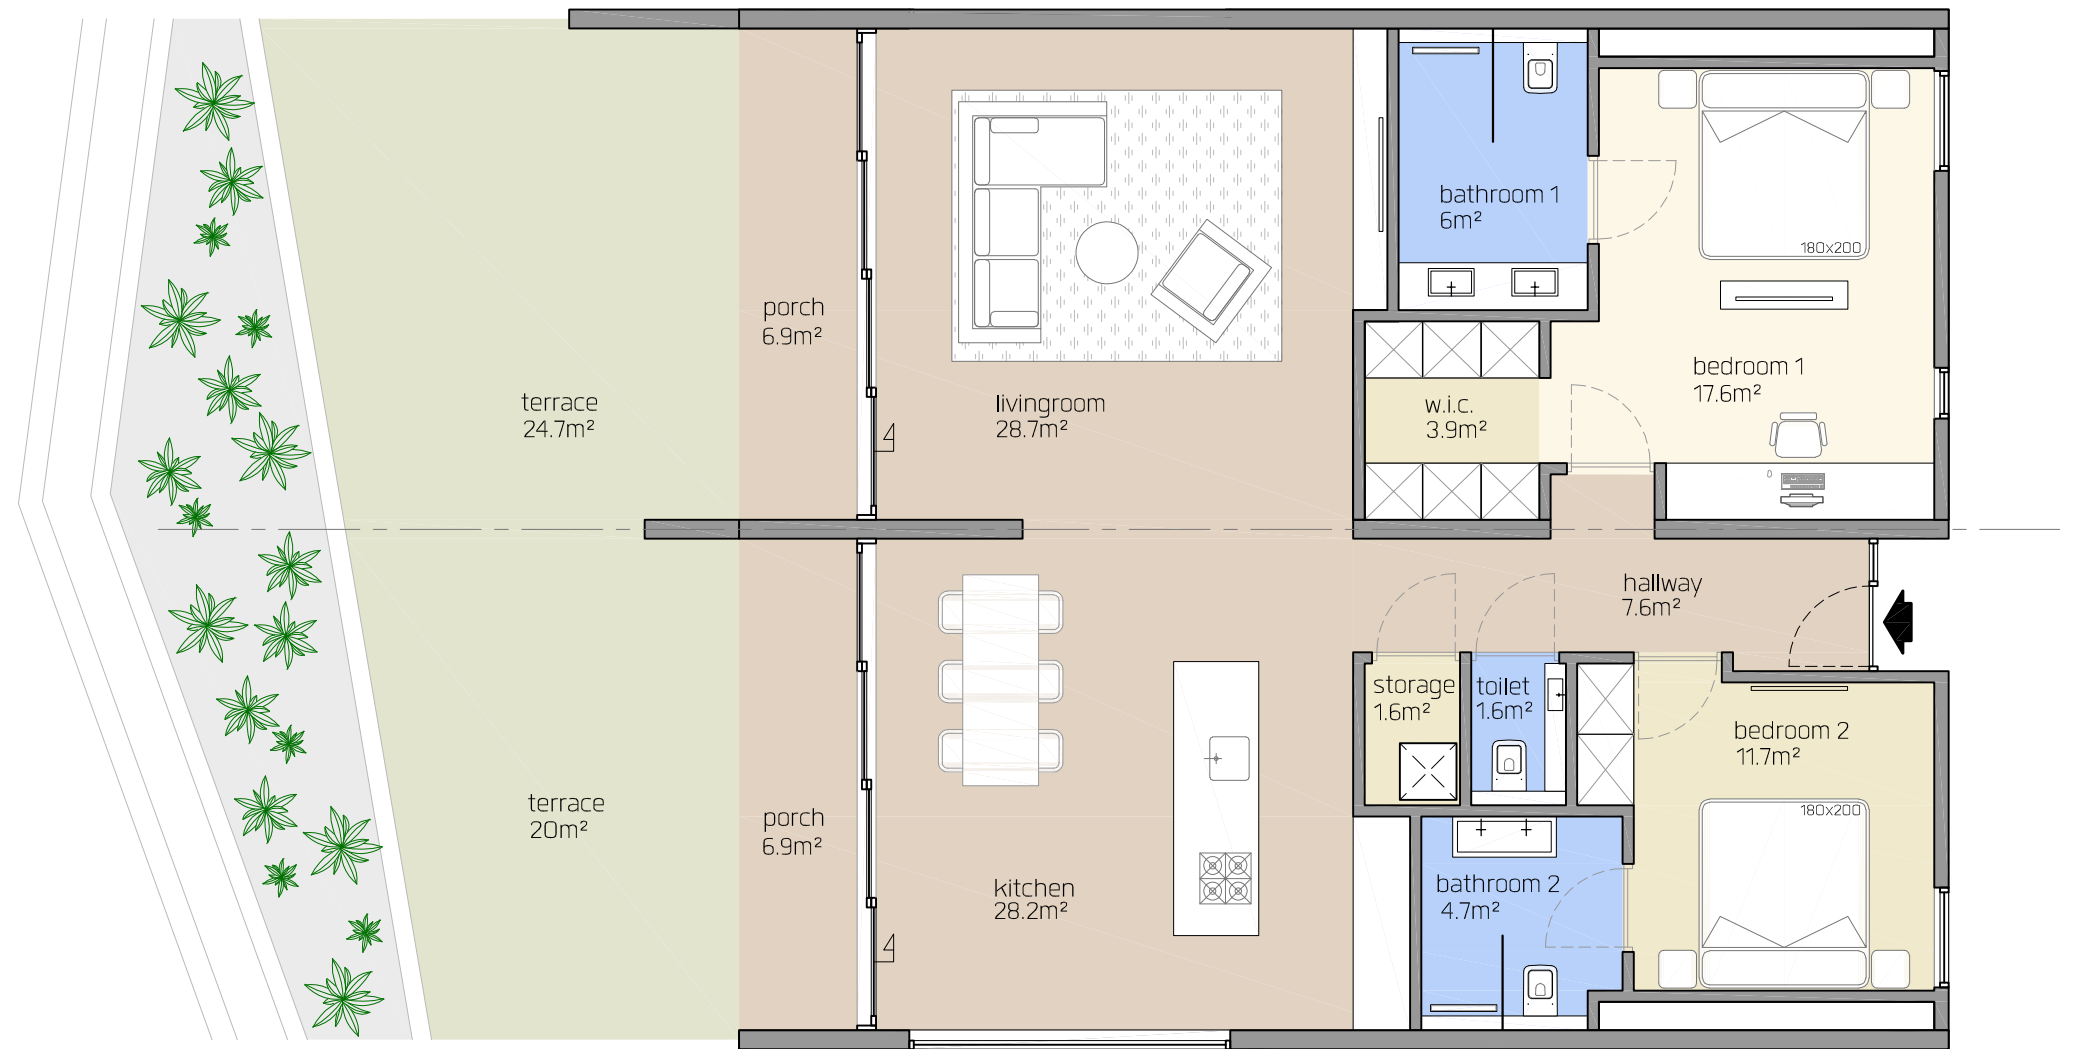 bathroom 1
6m²
180x200
porch
6.9m²
bedroom 1
17.6m²
terrace
24.7m²
livingroom
28.7m²
w.i.c.
3.9m²
hallway
7.6m²
storage
1.6m²
toilet
1.6m²
bedroom 2
11.7m²
terrace
20m²
porch
6.9m²
180x200
kitchen
28.2m²
bathroom 2
4.7m²